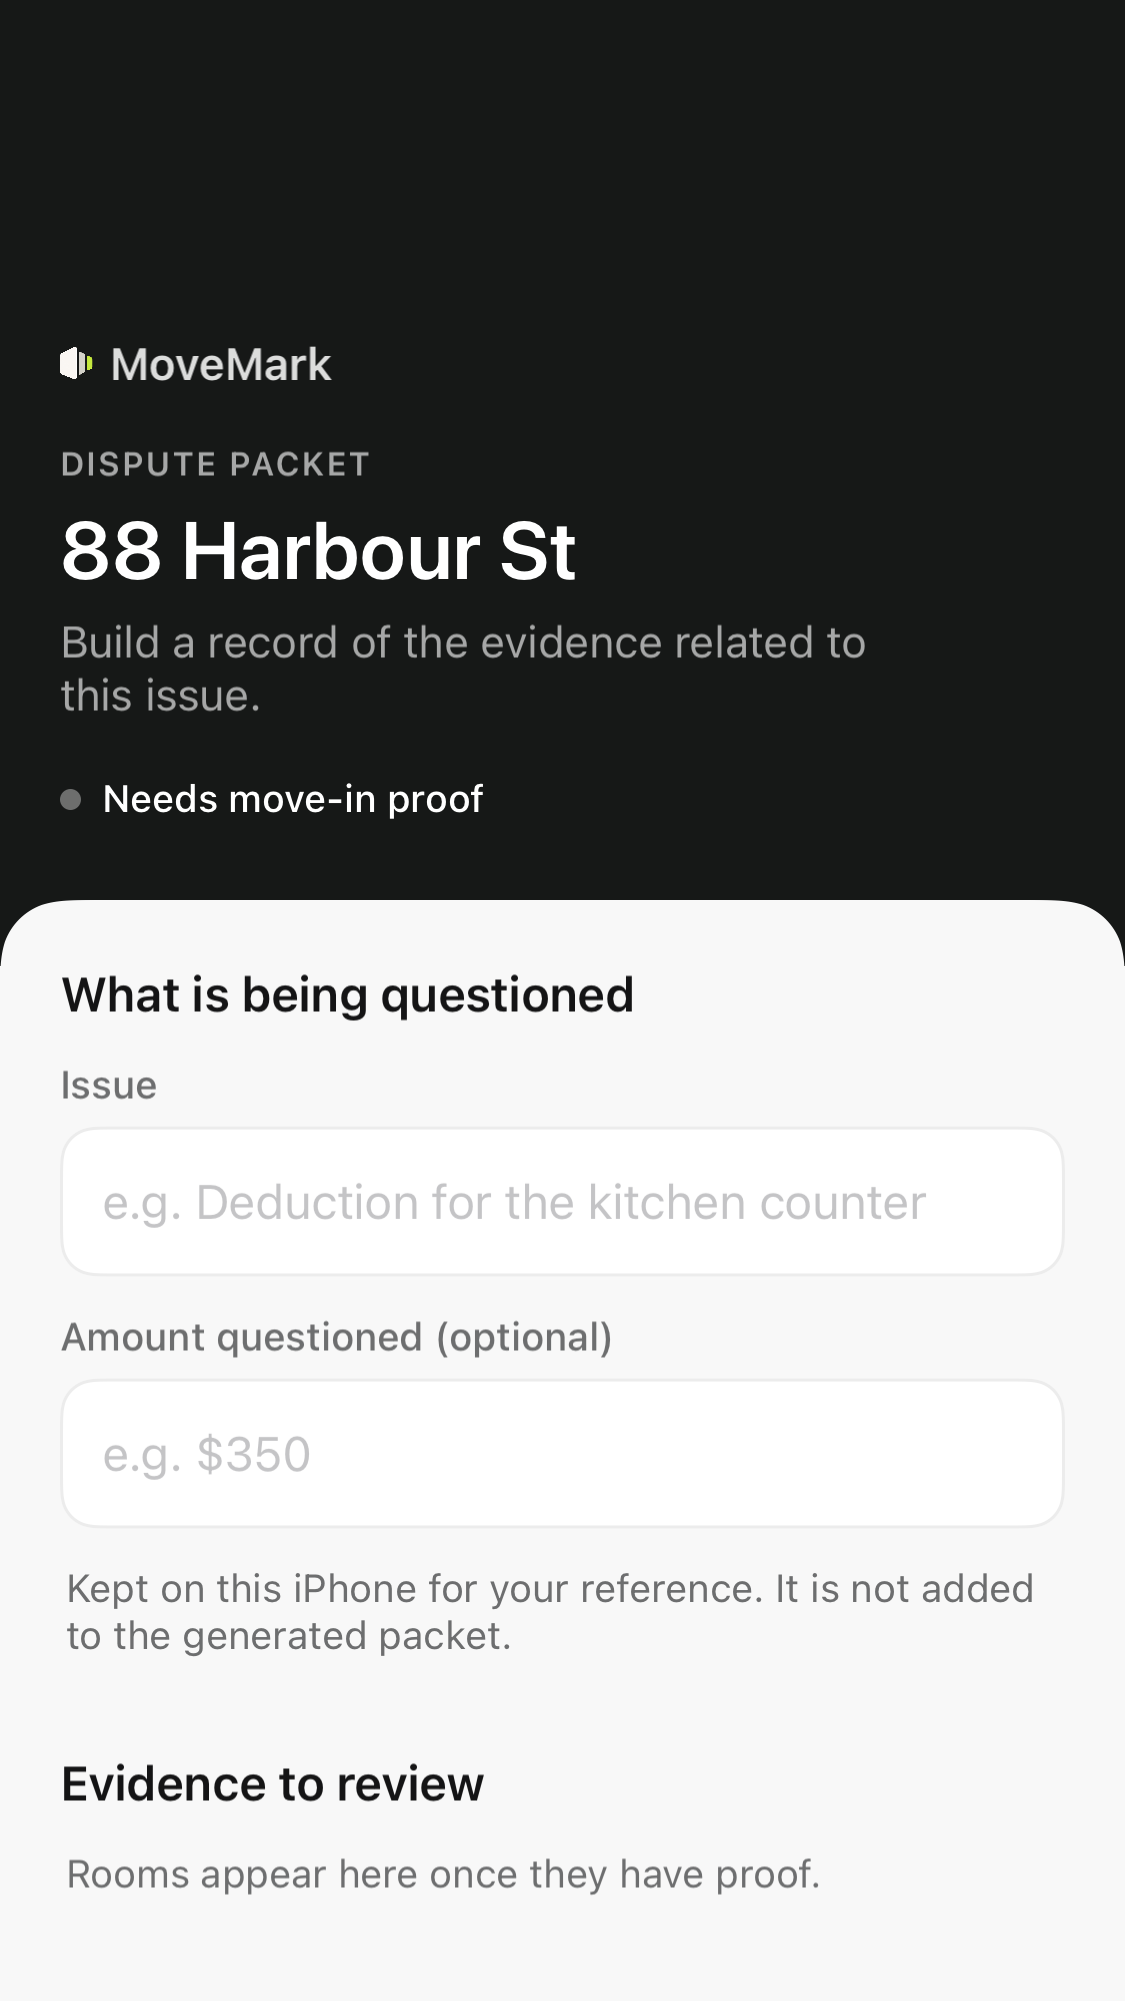 MoveMark
DISPUTE PACKET
88 Harbour St
Build a record of the evidence related to
this issue.
Needs move-in proof
What is being questioned
Issue
e.g. Deduction for the kitchen counter
Amount questioned (optional)
e.g. $350
Kept on this iPhone for your reference. It is not added
to the generated packet.
Evidence to review
Rooms appear here once they have proof.